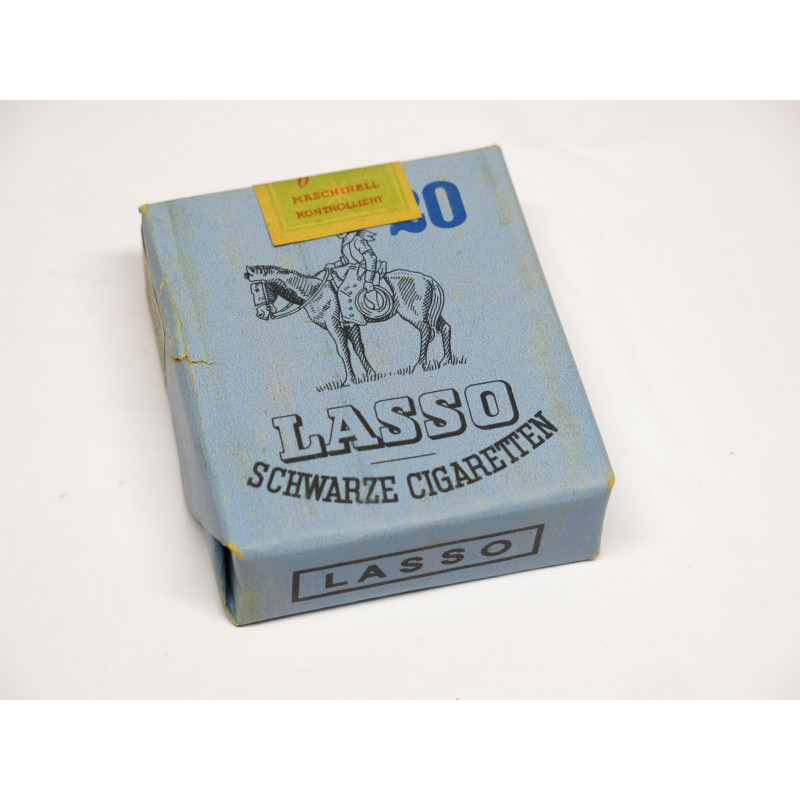 MASCHINELL
KONTROLLIERT
20
LASSO
SCHWARZE CIGARETTEN
LASSO